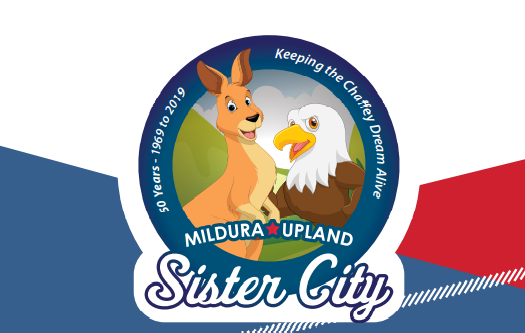 50 Years - 1969 to 2019
Keeping the Chaffey Dream Alive
MILDURA★UPLAND
Sister City